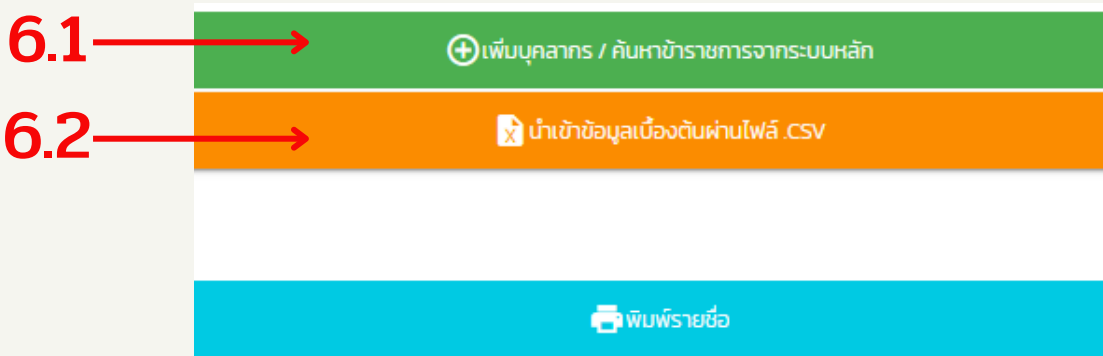 6.1
เพิ่มบุคลากร / ค้นหาข้าราชการจากระบบหลัก
6.2
นำเข้าข้อมูลเบื้องต้นผ่านไฟล์ .CSV
พิมพ์รายชื่อ